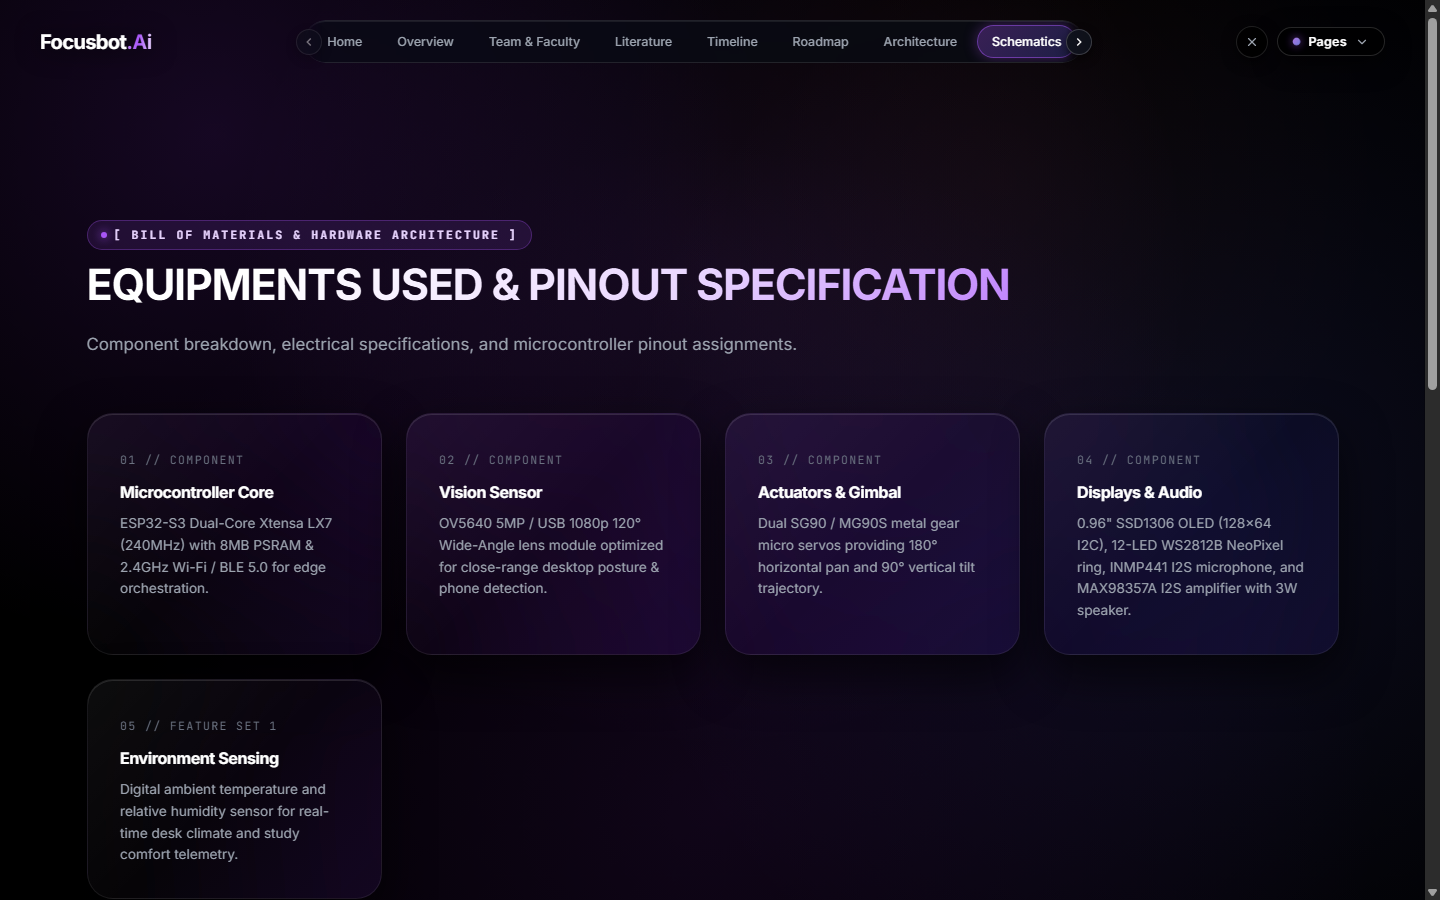 Focusbot.Ai
Home
Overview
Team & Faculty
Literature
Timeline
Roadmap
Architecture
Schematics
Pages
[ BILL OF MATERIALS & HARDWARE ARCHITECTURE ]
EQUIPMENTS USED & PINOUT SPECIFICATION
Component breakdown, electrical specifications, and microcontroller pinout assignments.
01 // COMPONENT
Microcontroller Core
ESP32-S3 Dual-Core Xtensa LX7
(240MHz) with 8MB PSRAM &
2.4GHz Wi-Fi / BLE 5.0 for edge
orchestration.
02 // COMPONENT
Vision Sensor
OV5640 5MP / USB 1080p 120°
Wide-Angle lens module optimized
for close-range desktop posture &
phone detection.
03 // COMPONENT
Actuators & Gimbal
Dual SG90 / MG90S metal gear
micro servos providing 180°
horizontal pan and 90° vertical tilt
trajectory.
04 // COMPONENT
Displays & Audio
0.96" SSD1306 OLED (128×64
I2C), 12-LED WS2812B NeoPixel
ring, INMP441 I2S microphone, and
MAX98357A I2S amplifier with 3W
speaker.
05 // FEATURE SET 1
Environment Sensing
Digital ambient temperature and
relative humidity sensor for real-
time desk climate and study
comfort telemetry.